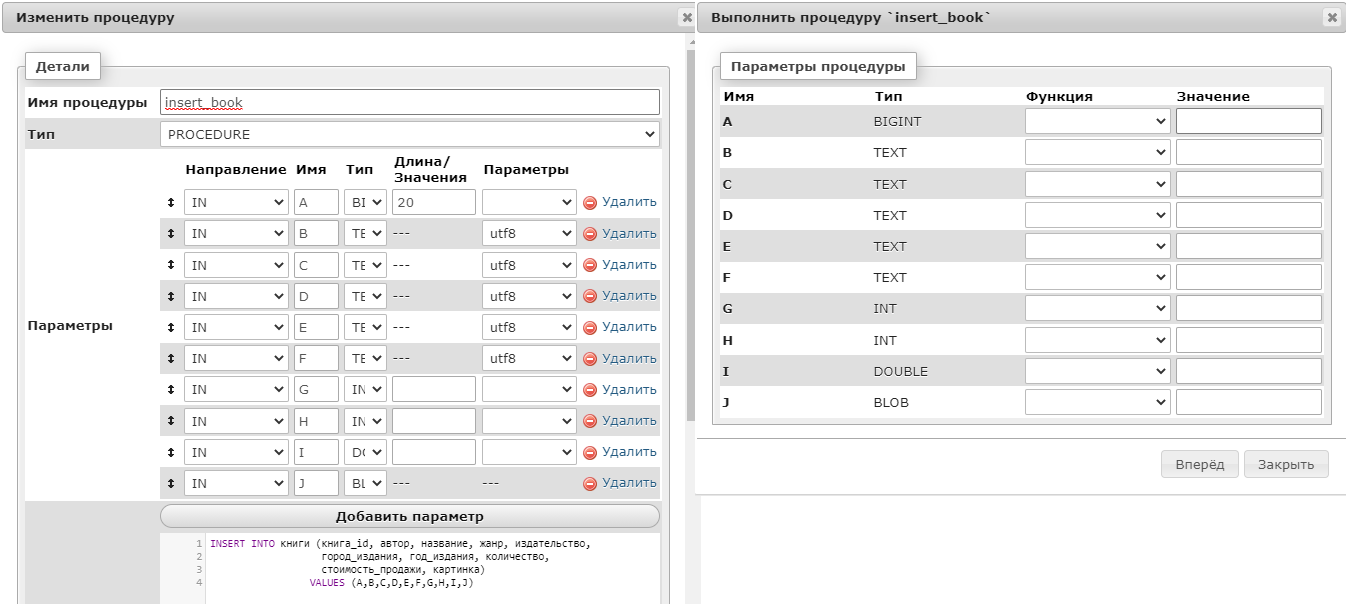 Изменить процедуру
Детали
Имя процедуры insert_book
Тип PROCEDURE
Параметры
Направление Имя Тип Длина/Значения Параметры
IN A BI 20 Удалить
IN B TE --- utf8 Удалить
IN C TE --- utf8 Удалить
IN D TE --- utf8 Удалить
IN E TE --- utf8 Удалить
IN F TE --- utf8 Удалить
IN G IN Удалить
IN H IN Удалить
IN I DO Удалить
IN J BL --- --- Удалить
Добавить параметр
1 INSERT INTO книги (книга_id, автор, название, жанр, издательство,
2 город_издания, год_издания, количество,
3 стоимость_продажи, картинка)
4 VALUES (A,B,C,D,E,F,G,H,I,J)
Выполнить процедуру `insert_book`
Параметры процедуры
Имя Тип Функция Значение
A BIGINT
B TEXT
C TEXT
D TEXT
E TEXT
F TEXT
G INT
H INT
I DOUBLE
J BLOB
Вперёд Закрыть